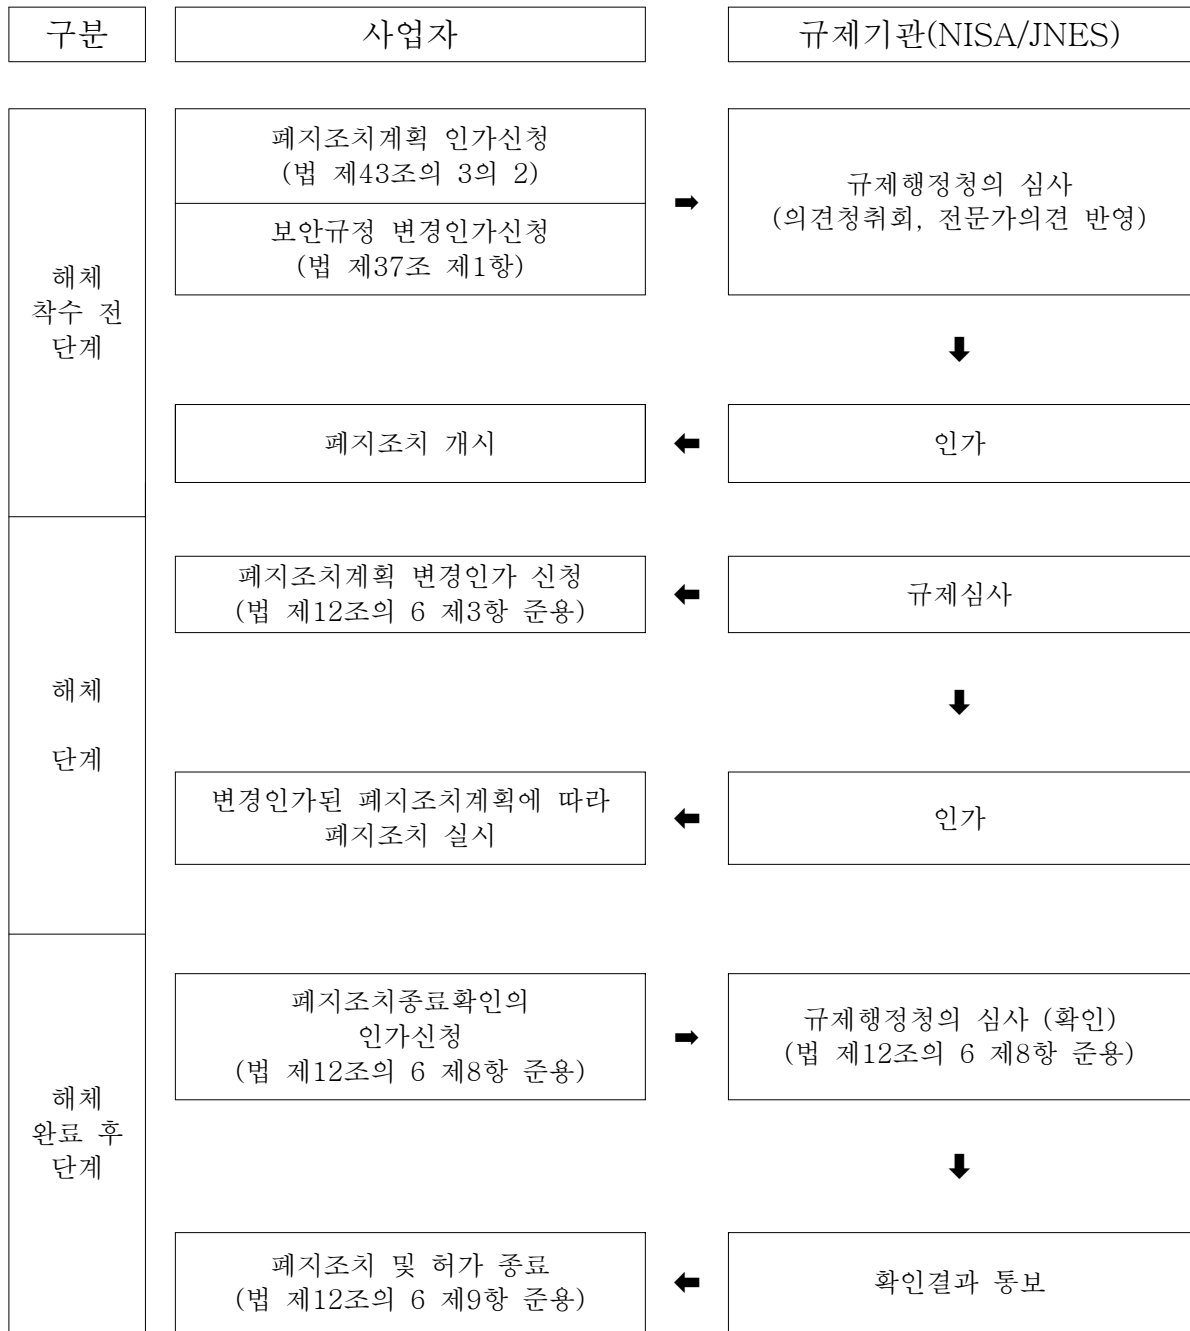 구분
사업자
규제기관(NISA/JNES)
해체
착수 전
단계
폐지조치계획 인가신청
(법 제43조의 3의 2)
보안규정 변경인가신청
(법 제37조 제1항)
규제행정청의 심사
(의견청취회, 전문가의견 반영)
폐지조치 개시
인가
해체
단계
폐지조치계획 변경인가 신청
(법 제12조의 6 제3항 준용)
규제심사
변경인가된 폐지조치계획에 따라
폐지조치 실시
인가
해체
완료 후
단계
폐지조치종료확인의
인가신청
(법 제12조의 6 제8항 준용)
규제행정청의 심사 (확인)
(법 제12조의 6 제8항 준용)
폐지조치 및 허가 종료
(법 제12조의 6 제9항 준용)
확인결과 통보